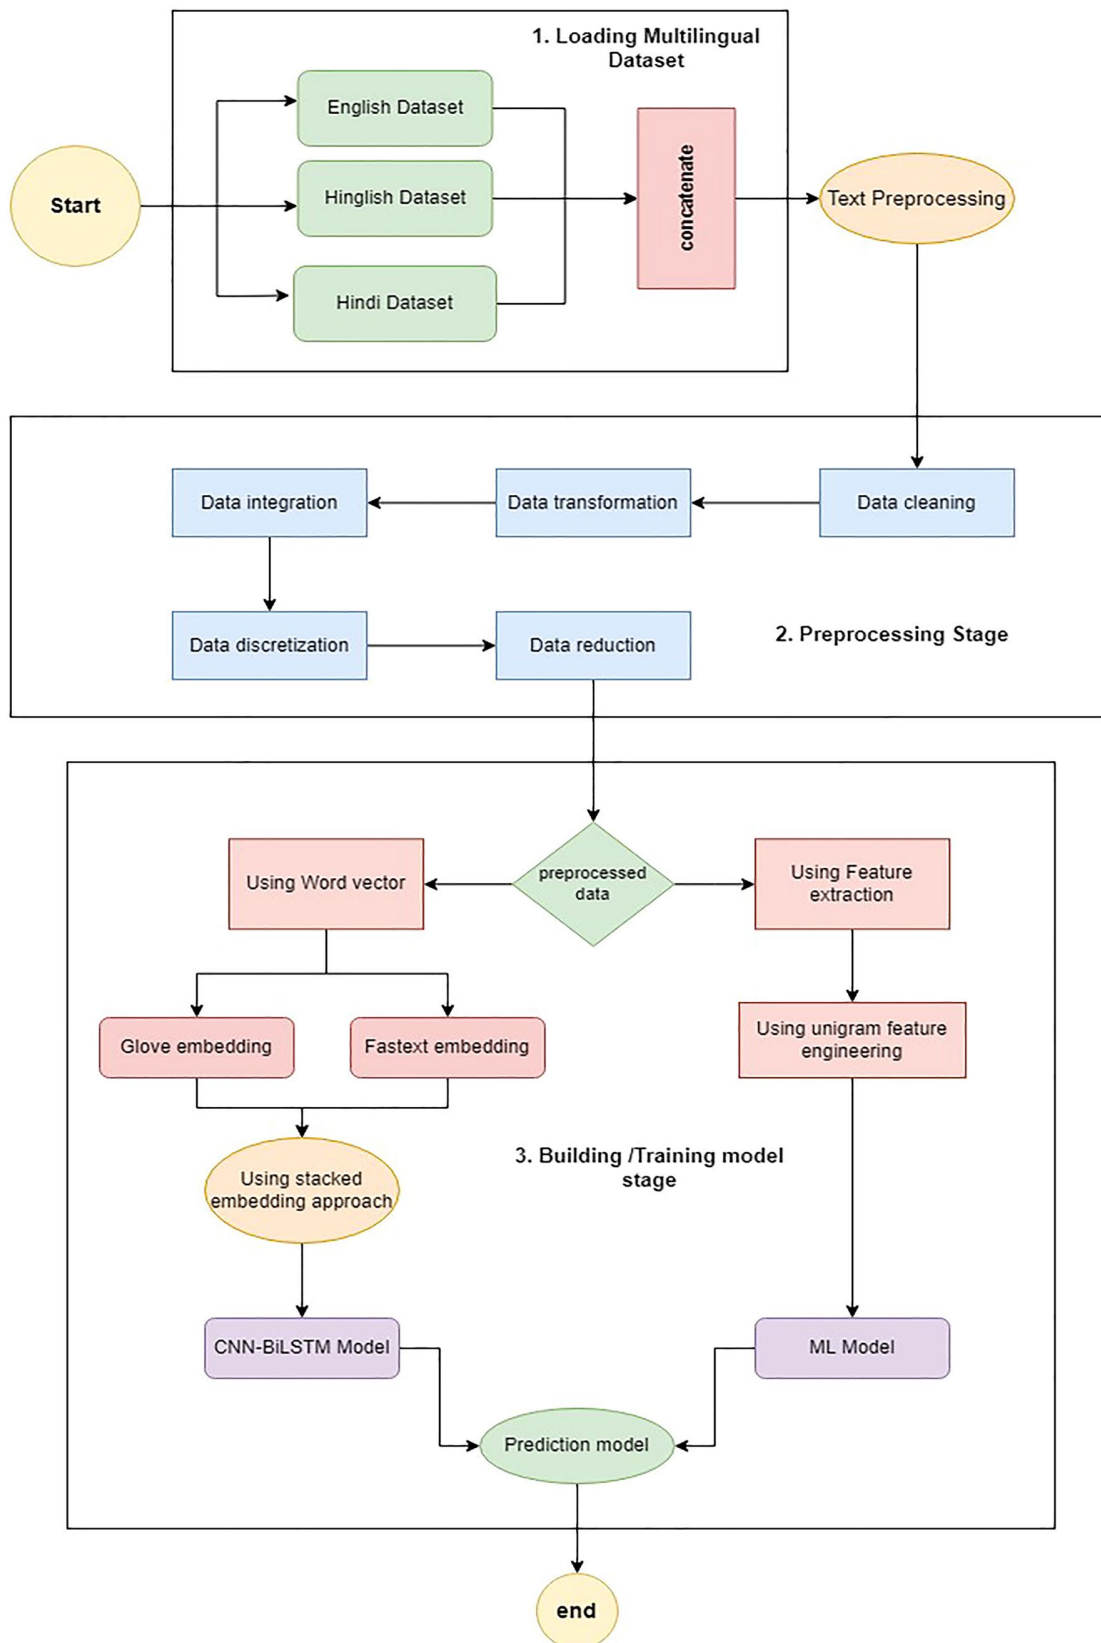 1. Loading Multilingual
Dataset
English Dataset
Start
Hinglish Dataset
concatenate
Text Preprocessing
Hindi Dataset
Data integration
Data transformation
Data cleaning
Data discretization
Data reduction
2. Preprocessing Stage
Using Word vector
preprocessed
data
Using Feature
extraction
Glove embedding
Fastext embedding
Using unigram feature
engineering
Using stacked
embedding approach
3. Building /Training model
stage
CNN-BiLSTM Model
ML Model
Prediction model
end